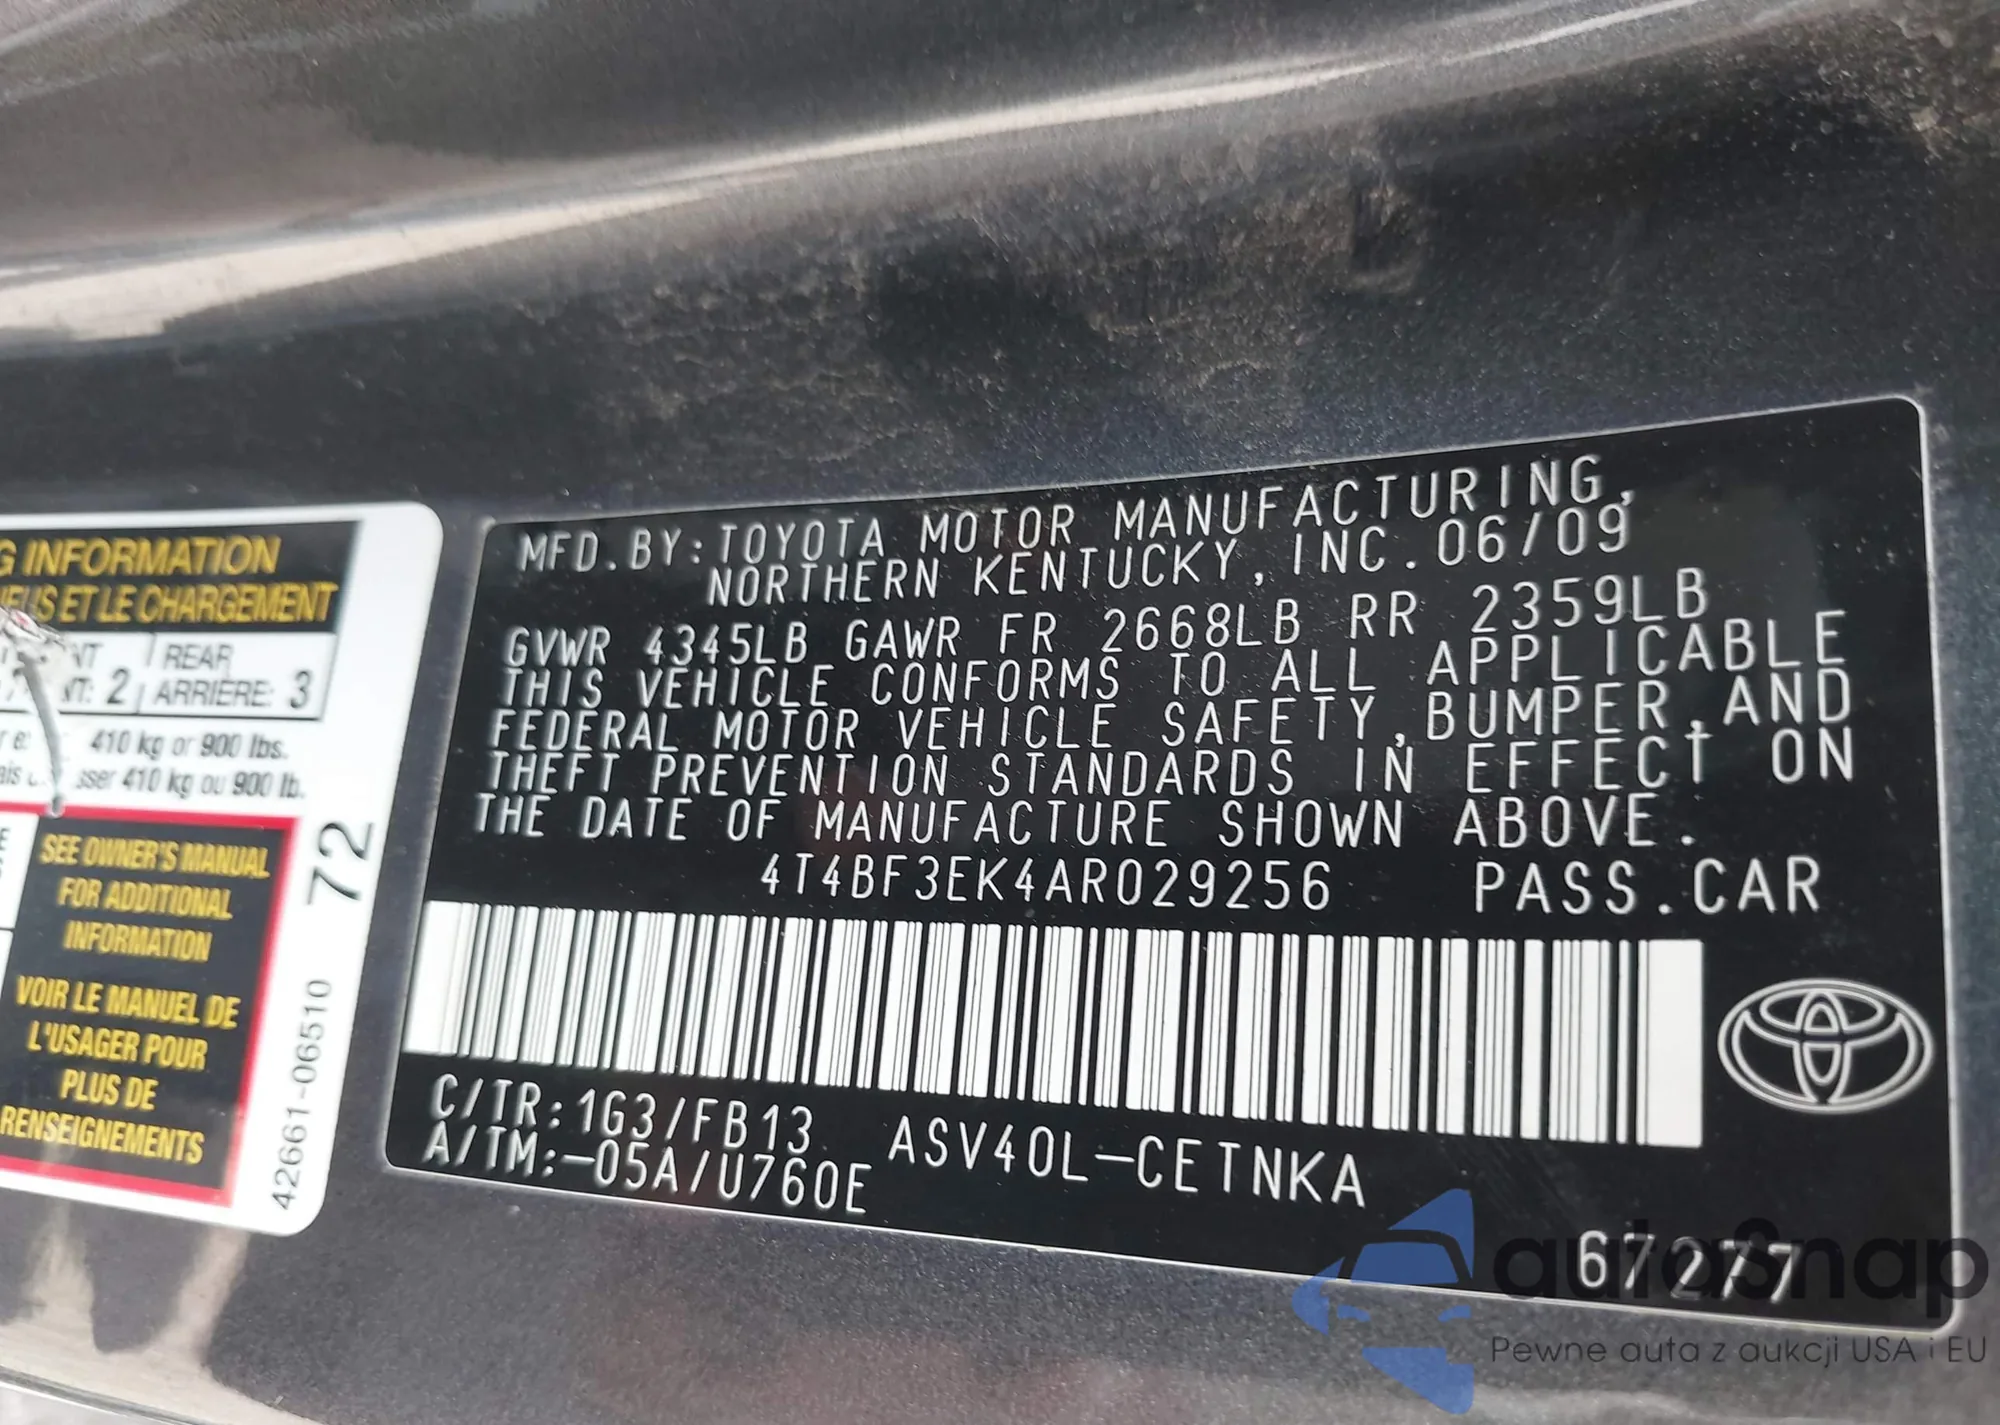 G INFORMATION
ET LE CHARGEMENT
REAR
2 ARRIÈRE: 3
410 kg or 900 lbs.
410 kg ou 900 lb.
SEE OWNER'S MANUAL
FOR ADDITIONAL
INFORMATION
VOIR LE MANUEL DE
L'USAGER POUR
PLUS DE
RENSEIGNEMENTS
72
42661-06510
MFD.BY:TOYOTA MOTOR MANUFACTURING,
NORTHERN KENTUCKY, INC. 06/09
GVWR 4345LB GAWR FR 2668LB RR 2359LB
THIS VEHICLE CONFORMS TO ALL APPLICABLE
FEDERAL MOTOR VEHICLE SAFETY, BUMPER, AND
THEFT PREVENTION STANDARDS IN EFFECT ON
THE DATE OF MANUFACTURE SHOWN ABOVE.
4T4BF3EK4AR029256 PASS.CAR
C/TR:1G3/FB13 ASV40L-CETNKA
A/TM:-05A/U760E
67277
autosnap
Pewne auta z aukcji USA i EU